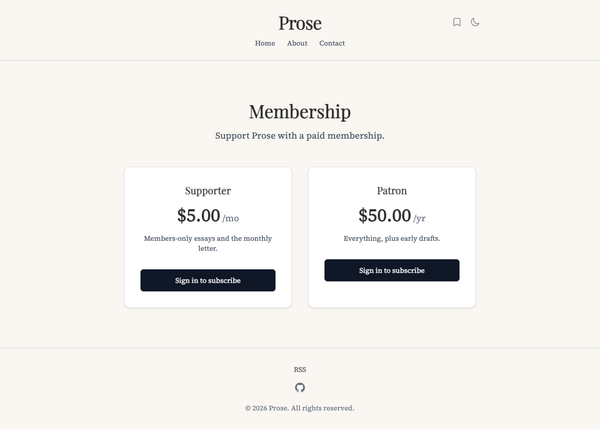 Prose
Home About Contact
Membership
Support Prose with a paid membership.
Supporter
$5.00 /mo
Members-only essays and the monthly
letter.
Sign in to subscribe
Patron
$50.00 /yr
Everything, plus early drafts.
Sign in to subscribe
RSS
© 2026 Prose. All rights reserved.